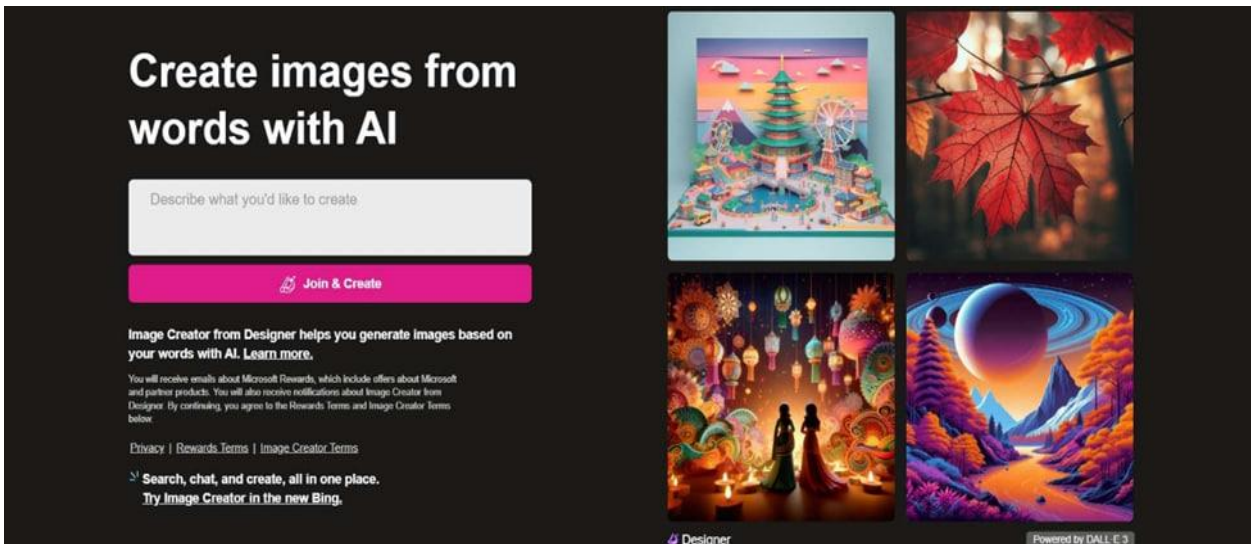 Create images from
words with AI
Describe what you'd like to create
Join & Create
Image Creator from Designer helps you generate images based on
your words with AI. Learn more.
You will receive emails about Microsoft Rewards, which include offers about Microsoft
and partner products. You will also receive notifications about Image Creator from
Designer. By continuing, you agree to the Rewards Terms and Image Creator Terms
below.
Privacy | Rewards Terms | Image Creator Terms
Search, chat, and create, all in one place.
Try Image Creator in the new Bing.
Designer
Powered by DALL·E 3